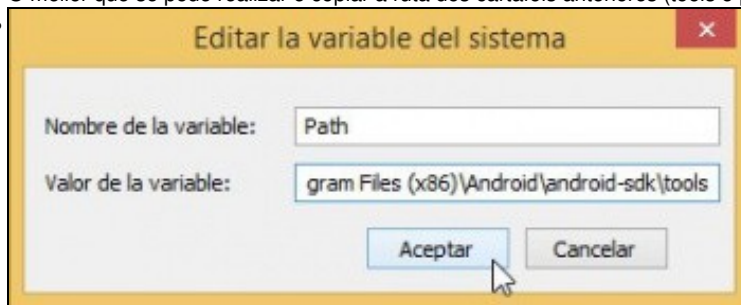 Editar la variable del sistema
Nombre de la variable: Path
Valor de la variable: gram Files (x86)\Android\android-sdk\tools
Aceptar Cancelar